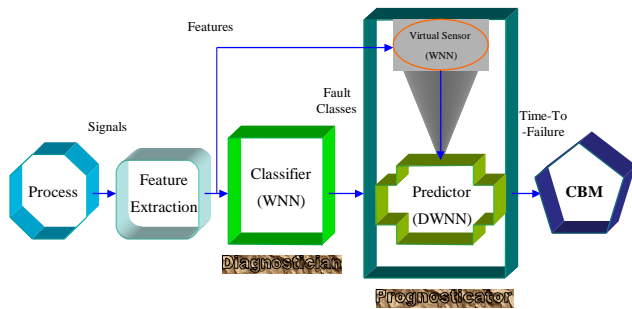 Features
Virtual Sensor
(WNN)
Fault
Classes
Time-To
-Failure
Signals
Process
Feature
Extraction
Classifier
(WNN)
Predictor
(DWNN)
CBM
Diagnostician
Prognosticator